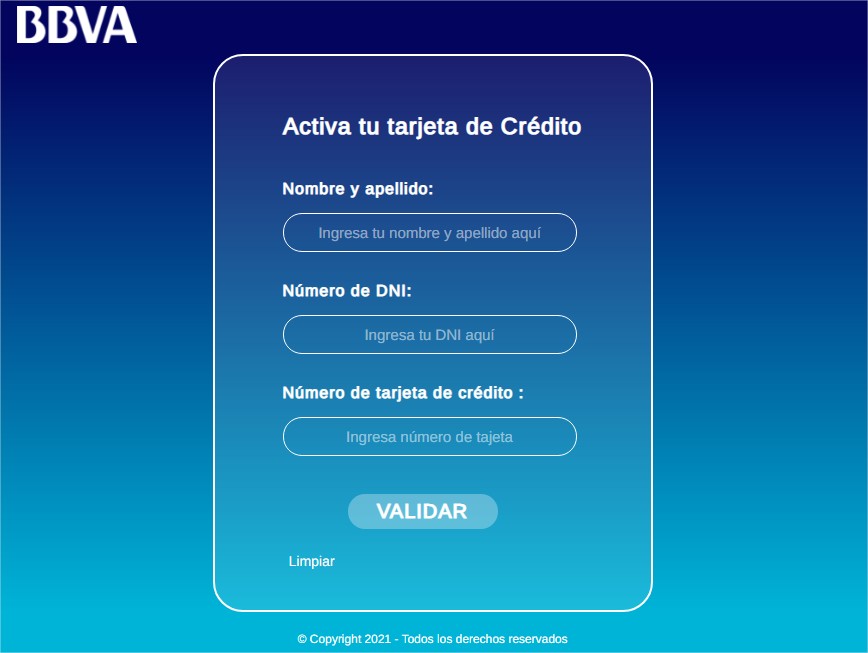 BBVA
Activa tu tarjeta de Crédito
Nombre y apellido:
Ingresa tu nombre y apellido aquí
Número de DNI:
Ingresa tu DNI aquí
Número de tarjeta de crédito :
Ingresa número de tajeta
VALIDAR
Limpiar
© Copyright 2021 - Todos los derechos reservados